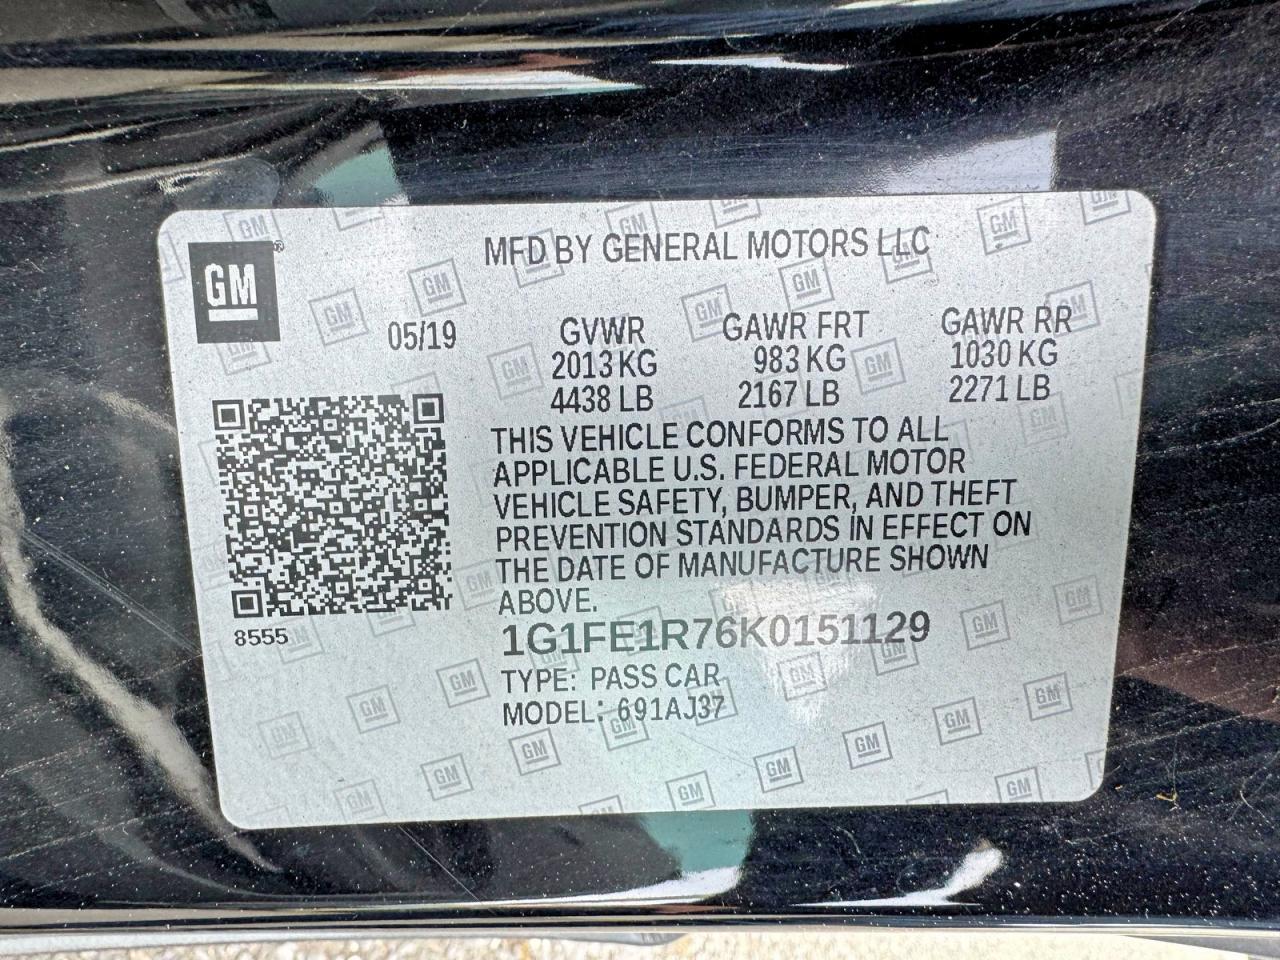 GM
MFD BY GENERAL MOTORS LLC
05/19
GVWR GAWR FRT GAWR RR
2013 KG 983 KG 1030 KG
4438 LB 2167 LB 2271 LB
THIS VEHICLE CONFORMS TO ALL
APPLICABLE U.S. FEDERAL MOTOR
VEHICLE SAFETY, BUMPER, AND THEFT
PREVENTION STANDARDS IN EFFECT ON
THE DATE OF MANUFACTURE SHOWN
ABOVE.
8555
1G1FE1R76K0151129
TYPE: PASS CAR
MODEL: 691AJ37